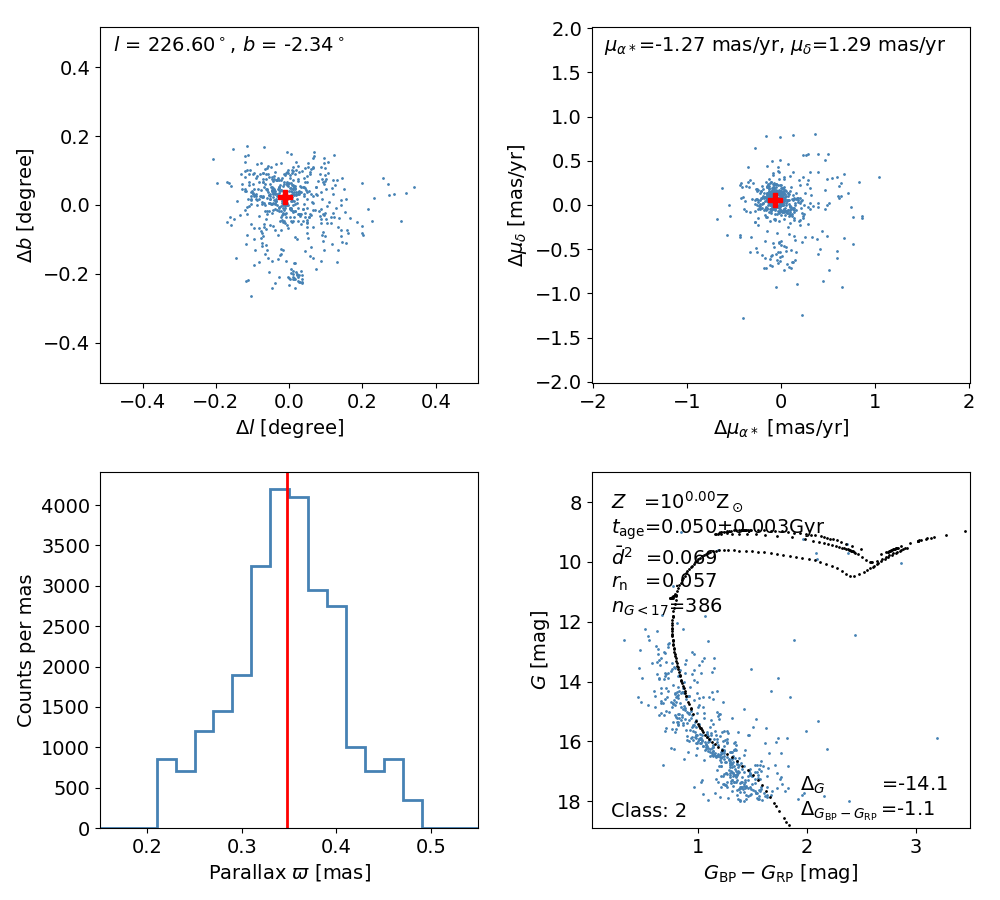 l = 226.60°, b = -2.34°
0.4
0.2
0.0
−0.2
−0.4
Δb [degree]
−0.4 −0.2 0.0 0.2 0.4
Δl [degree]
μα*=-1.27 mas/yr, μδ=1.29 mas/yr
2.0
1.5
1.0
0.5
0.0
−0.5
−1.0
−1.5
−2.0
Δμδ [mas/yr]
−2 −1 0 1 2
Δμα* [mas/yr]
4000
3500
3000
2500
2000
1500
1000
500
0
Counts per mas
0.2 0.3 0.4 0.5
Parallax ϖ [mas]
Z =10^0.00 Z⊙
t_age=0.050±0.003Gyr
d̄² =0.069
r_n =0.057
n_G<17=386
8
10
12
14
16
18
G [mag]
Δ_G =-14.1
Δ_G_BP−G_RP =-1.1
Class: 2
1 2 3
G_BP − G_RP [mag]